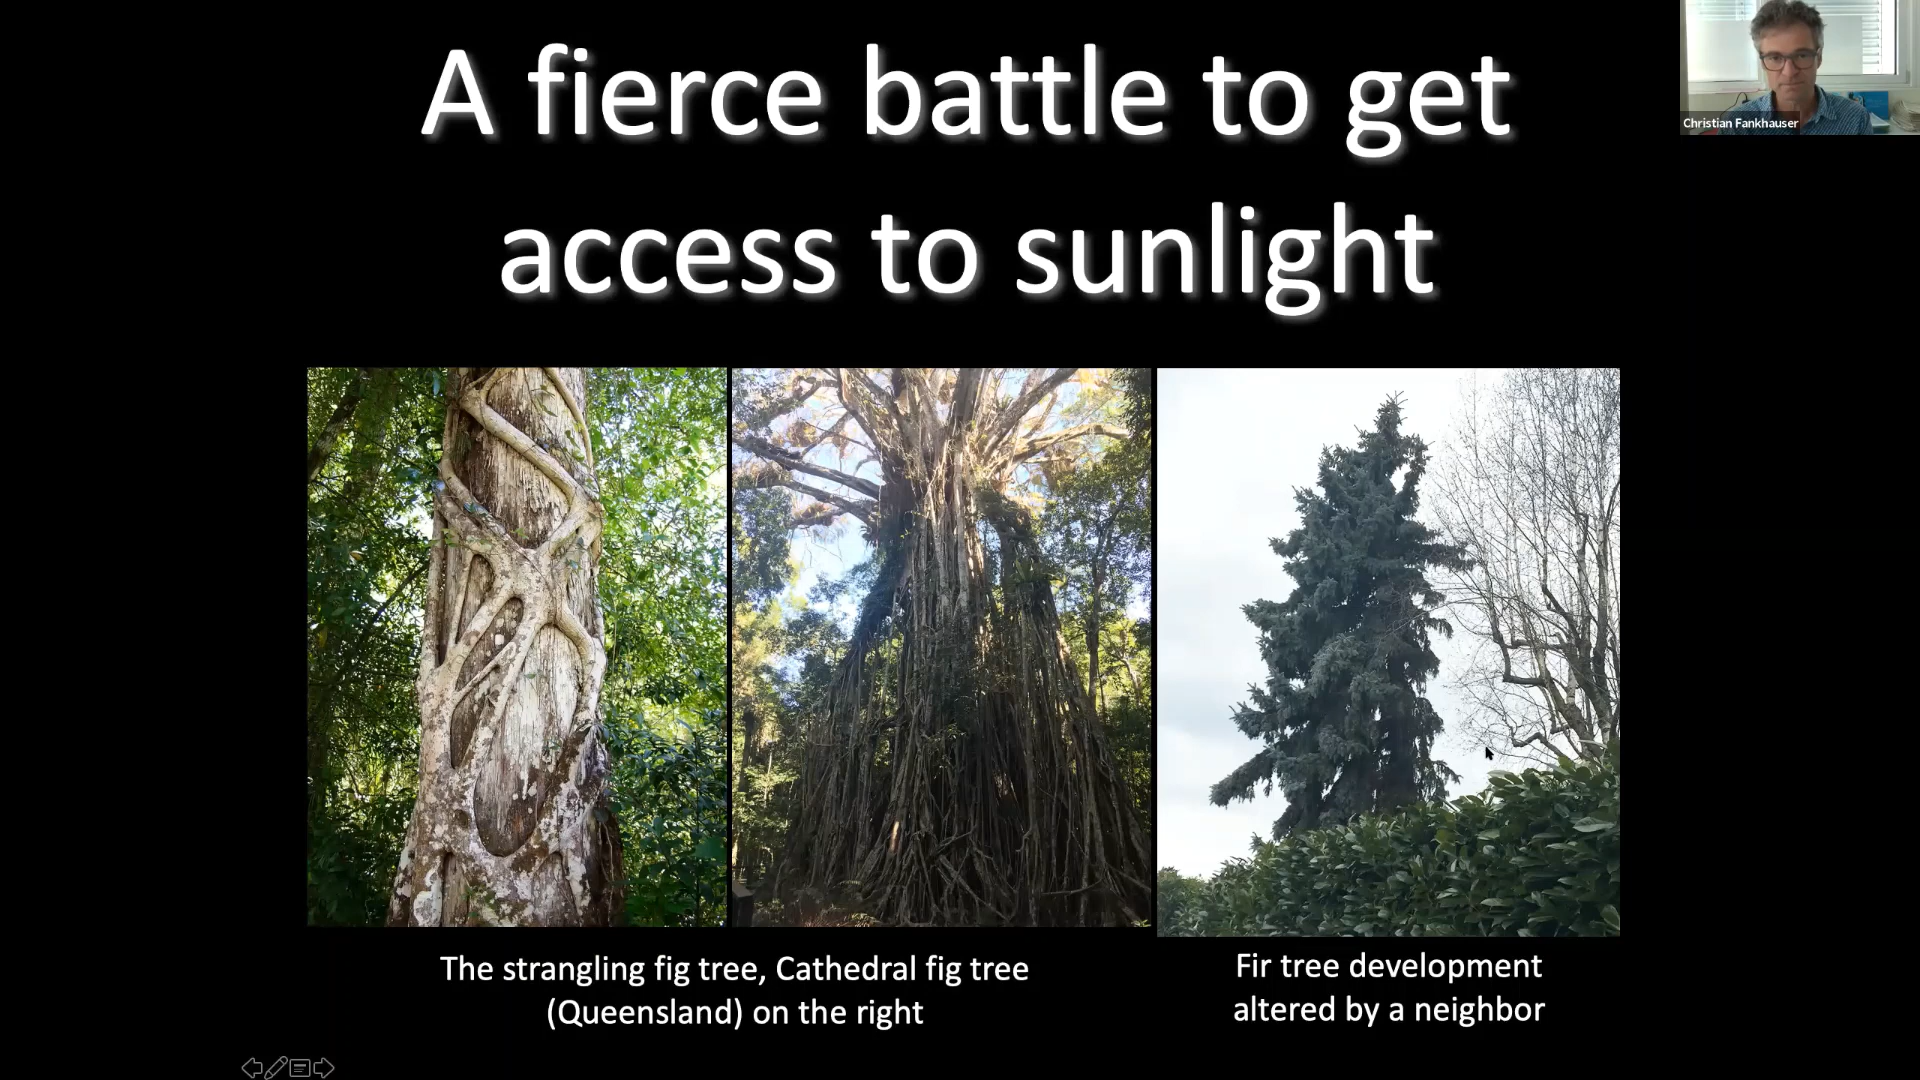 A fierce battle to get
access to sunlight
Christian Fankhauser
The strangling fig tree, Cathedral fig tree
(Queensland) on the right
Fir tree development
altered by a neighbor